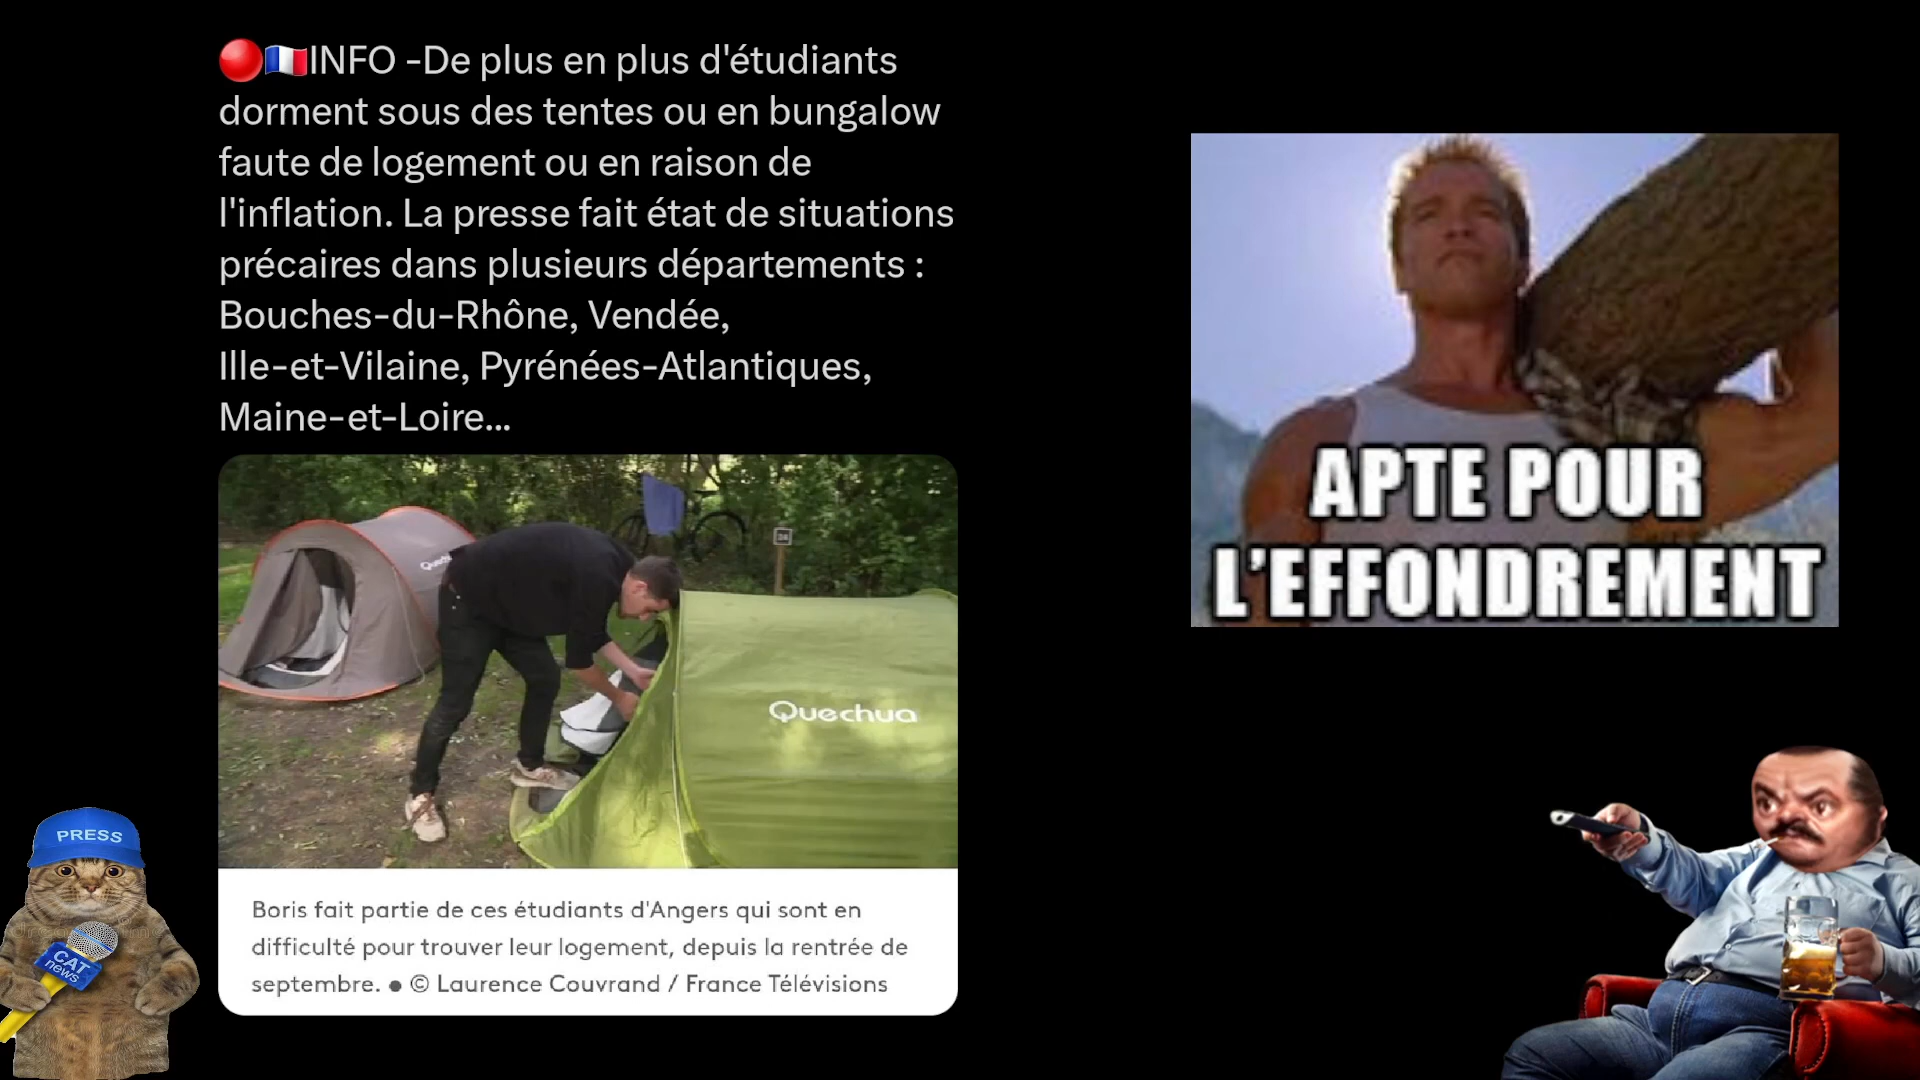 🔴🇫🇷INFO -De plus en plus d'étudiants
dorment sous des tentes ou en bungalow
faute de logement ou en raison de
l'inflation. La presse fait état de situations
précaires dans plusieurs départements :
Bouches-du-Rhône, Vendée,
Ille-et-Vilaine, Pyrénées-Atlantiques,
Maine-et-Loire...
Quechua
Boris fait partie de ces étudiants d'Angers qui sont en
difficulté pour trouver leur logement, depuis la rentrée de
septembre. ● © Laurence Couvrand / France Télévisions
APTE POUR
L'EFFONDREMENT
PRESS
CAT
news